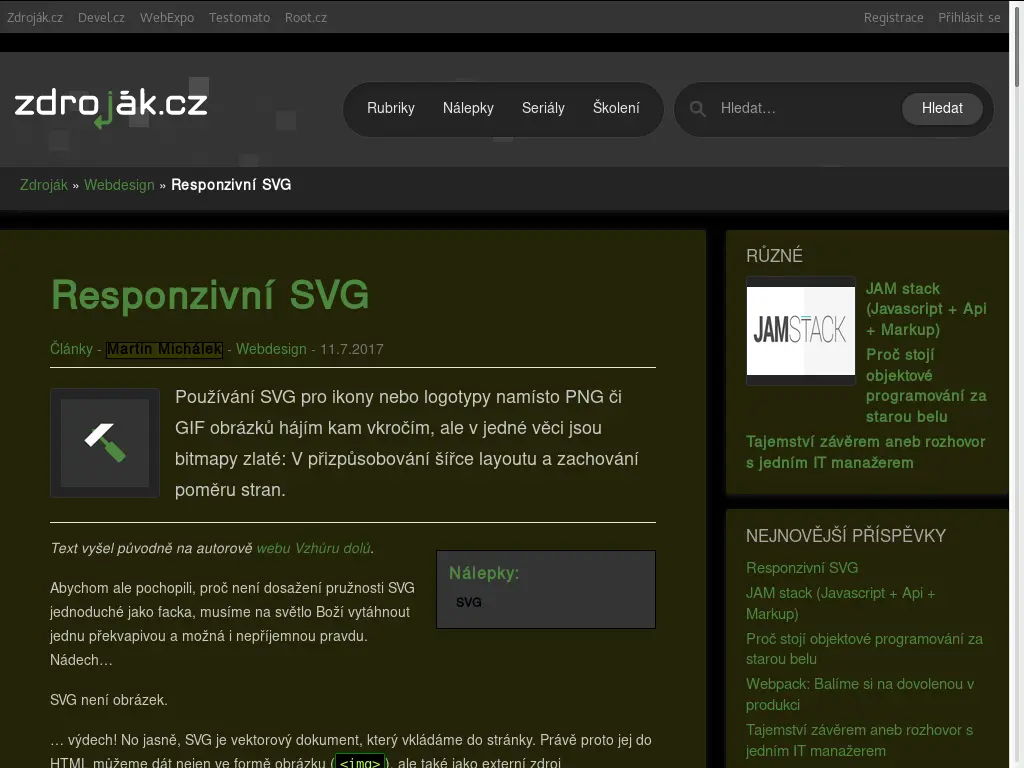 Zdroják.cz Devel.cz WebExpo Testomato Root.cz Registrace Přihlásit se
zdroják.cz
Rubriky Nálepky Seriály Školení
Hledat... Hledat
Zdroják » Webdesign » Responzivní SVG
Responzivní SVG
Články - Martin Michálek - Webdesign - 11.7.2017
Používání SVG pro ikony nebo logotypy namísto PNG či
GIF obrázků hájím kam vkročím, ale v jedné věci jsou
bitmapy zlaté: V přizpůsobování šířce layoutu a zachování
poměru stran.
Text vyšel původně na autorově webu Vzhůru dolů.
Nálepky:
SVG
Abychom ale pochopili, proč není dosažení pružnosti SVG
jednoduché jako facka, musíme na světlo Boží vytáhnout
jednu překvapivou a možná i nepříjemnou pravdu.
Nádech…
SVG není obrázek.
… výdech! No jasně, SVG je vektorový dokument, který vkládáme do stránky. Právě proto jej do
HTML můžeme dát nejen ve formě obrázku (<img>), ale také jako externí zdroj
RŮZNÉ
JAMSTACK
JAM stack
(Javascript + Api
+ Markup)
Proč stojí
objektové
programování za
starou belu
Tajemství závěrem aneb rozhovor
s jedním IT manažerem
NEJNOVĚJŠÍ PŘÍSPĚVKY
Responzivní SVG
JAM stack (Javascript + Api +
Markup)
Proč stojí objektové programování za
starou belu
Webpack: Balíme si na dovolenou v
produkci
Tajemství závěrem aneb rozhovor s
jedním IT manažerem